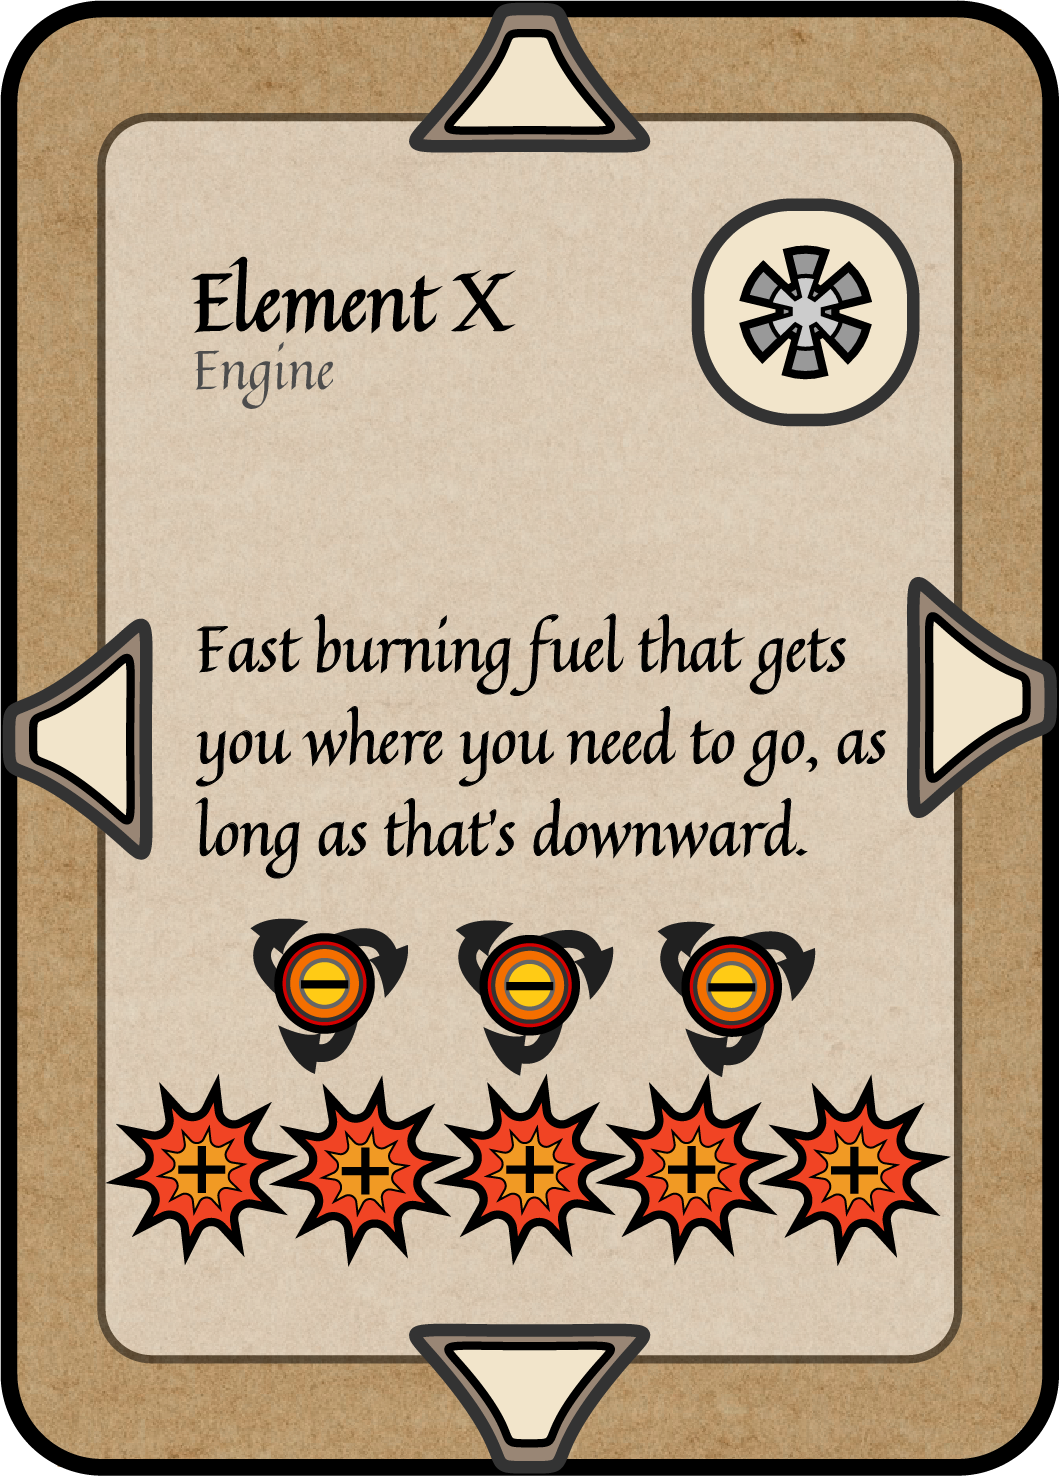 Element X
Engine
Fast burning fuel that gets
you where you need to go, as
long as that's downward.
− − −
+ + + + +